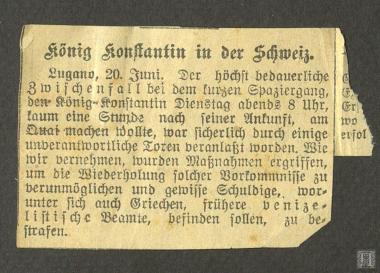 König Konstantin in der Schweiz.
Lugano, 20. Juni. Der höchst bedauerliche
Zwischenfall bei dem kurzen Spaziergang,
den König Konstantin Dienstag abends 8 Uhr,
kaum eine Stunde nach seiner Ankunft, am
Quai machen wollte, war sicherlich durch einige
unverantwortliche Toren veranlaßt worden. Wie
wir vernehmen, wurden Maßnahmen ergriffen,
um die Wiederholung solcher Vorkommnisse zu
verunmöglichen und gewisse Schuldige, wor-
unter sich auch Griechen, frühere venize-
listische Beamte, befinden sollen, zu be-
strafen.